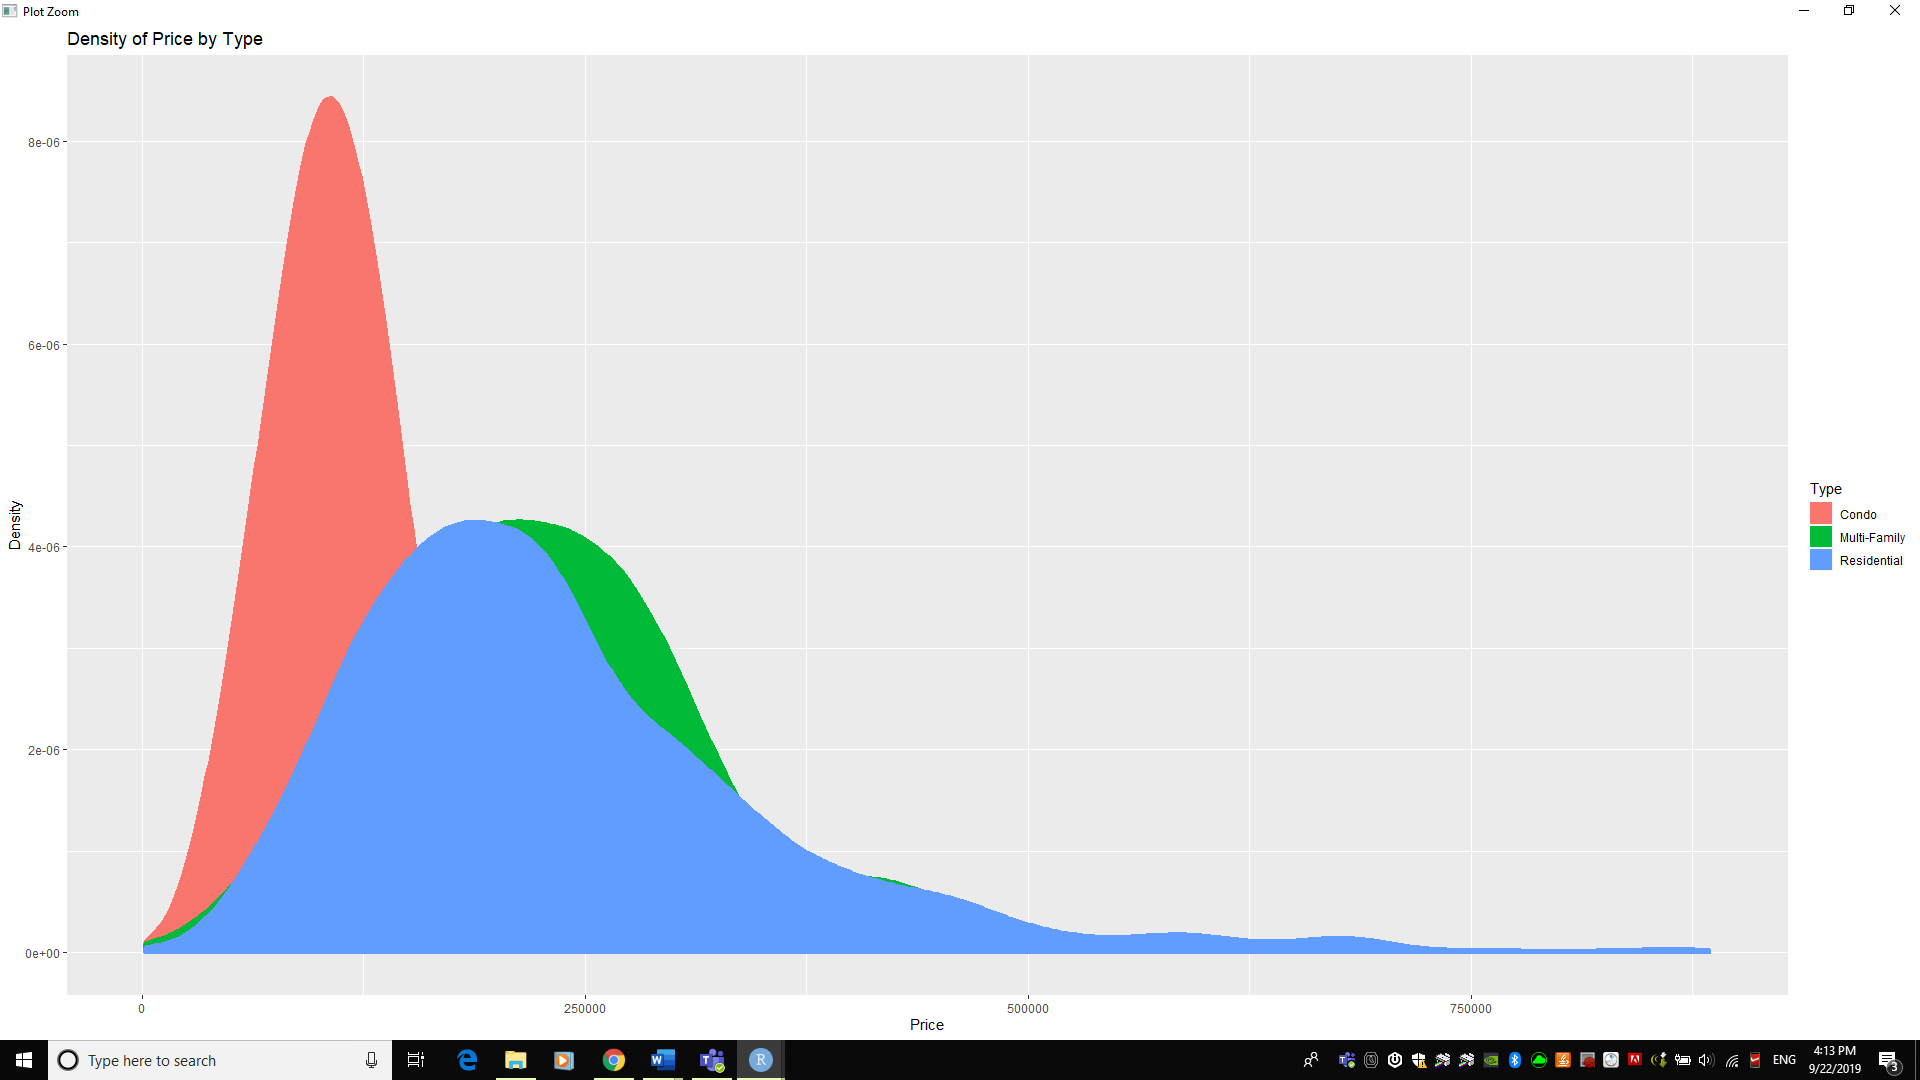 Plot Zoom
Density of Price by Type
8e-06
6e-06
4e-06
2e-06
0e+00
Density
0
250000
500000
750000
Price
Type
Condo
Multi-Family
Residential
Type here to search
ENG
4:13 PM
9/22/2019
3